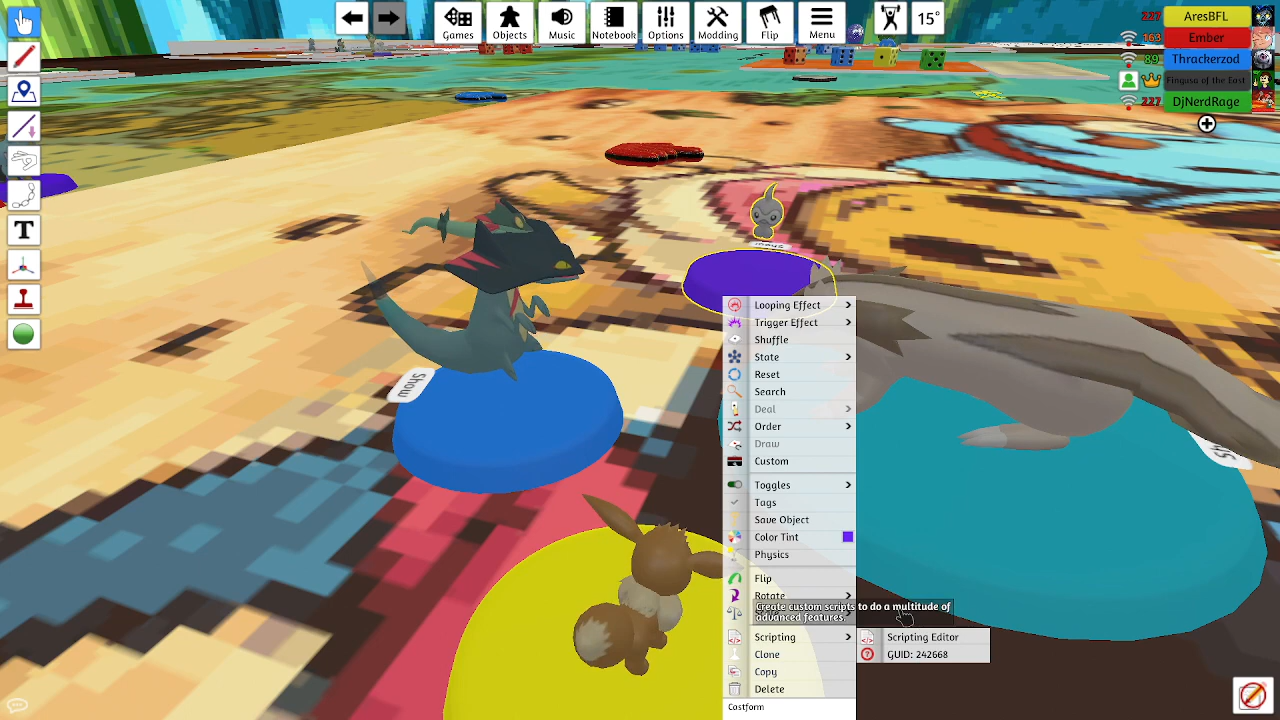 Games
Objects
Music
Notebook
Options
Modding
Flip
Menu
15°
227 AresBFL
163 Ember
89 Thrackerzod
Fingusa of the East
227 DjNerdRage
Show
Looping Effect
Trigger Effect
Shuffle
State
Reset
Search
Deal
Order
Draw
Custom
Toggles
Tags
Save Object
Color Tint
Physics
Flip
Rotate
Create custom scripts to do a multitude of
advanced features.
Scripting
Scripting Editor
Clone
GUID: 242668
Copy
Delete
Castform
T